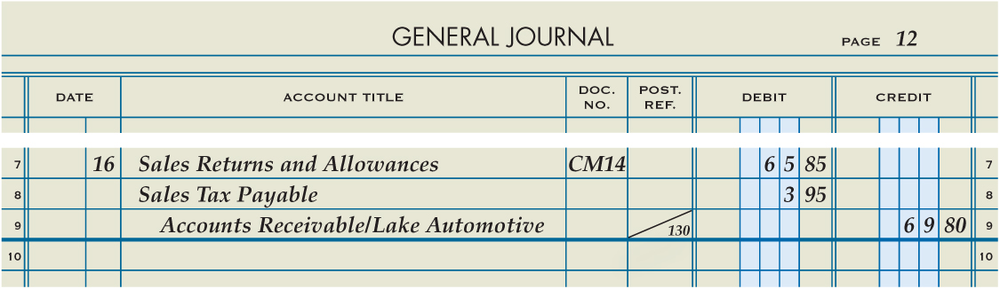 GENERAL JOURNAL PAGE 12
DATE ACCOUNT TITLE DOC. NO. POST. REF. DEBIT CREDIT
7 16 Sales Returns and Allowances CM14 65 85 7
8 Sales Tax Payable 3 95 8
9 Accounts Receivable/Lake Automotive 130 69 80 9
10 10